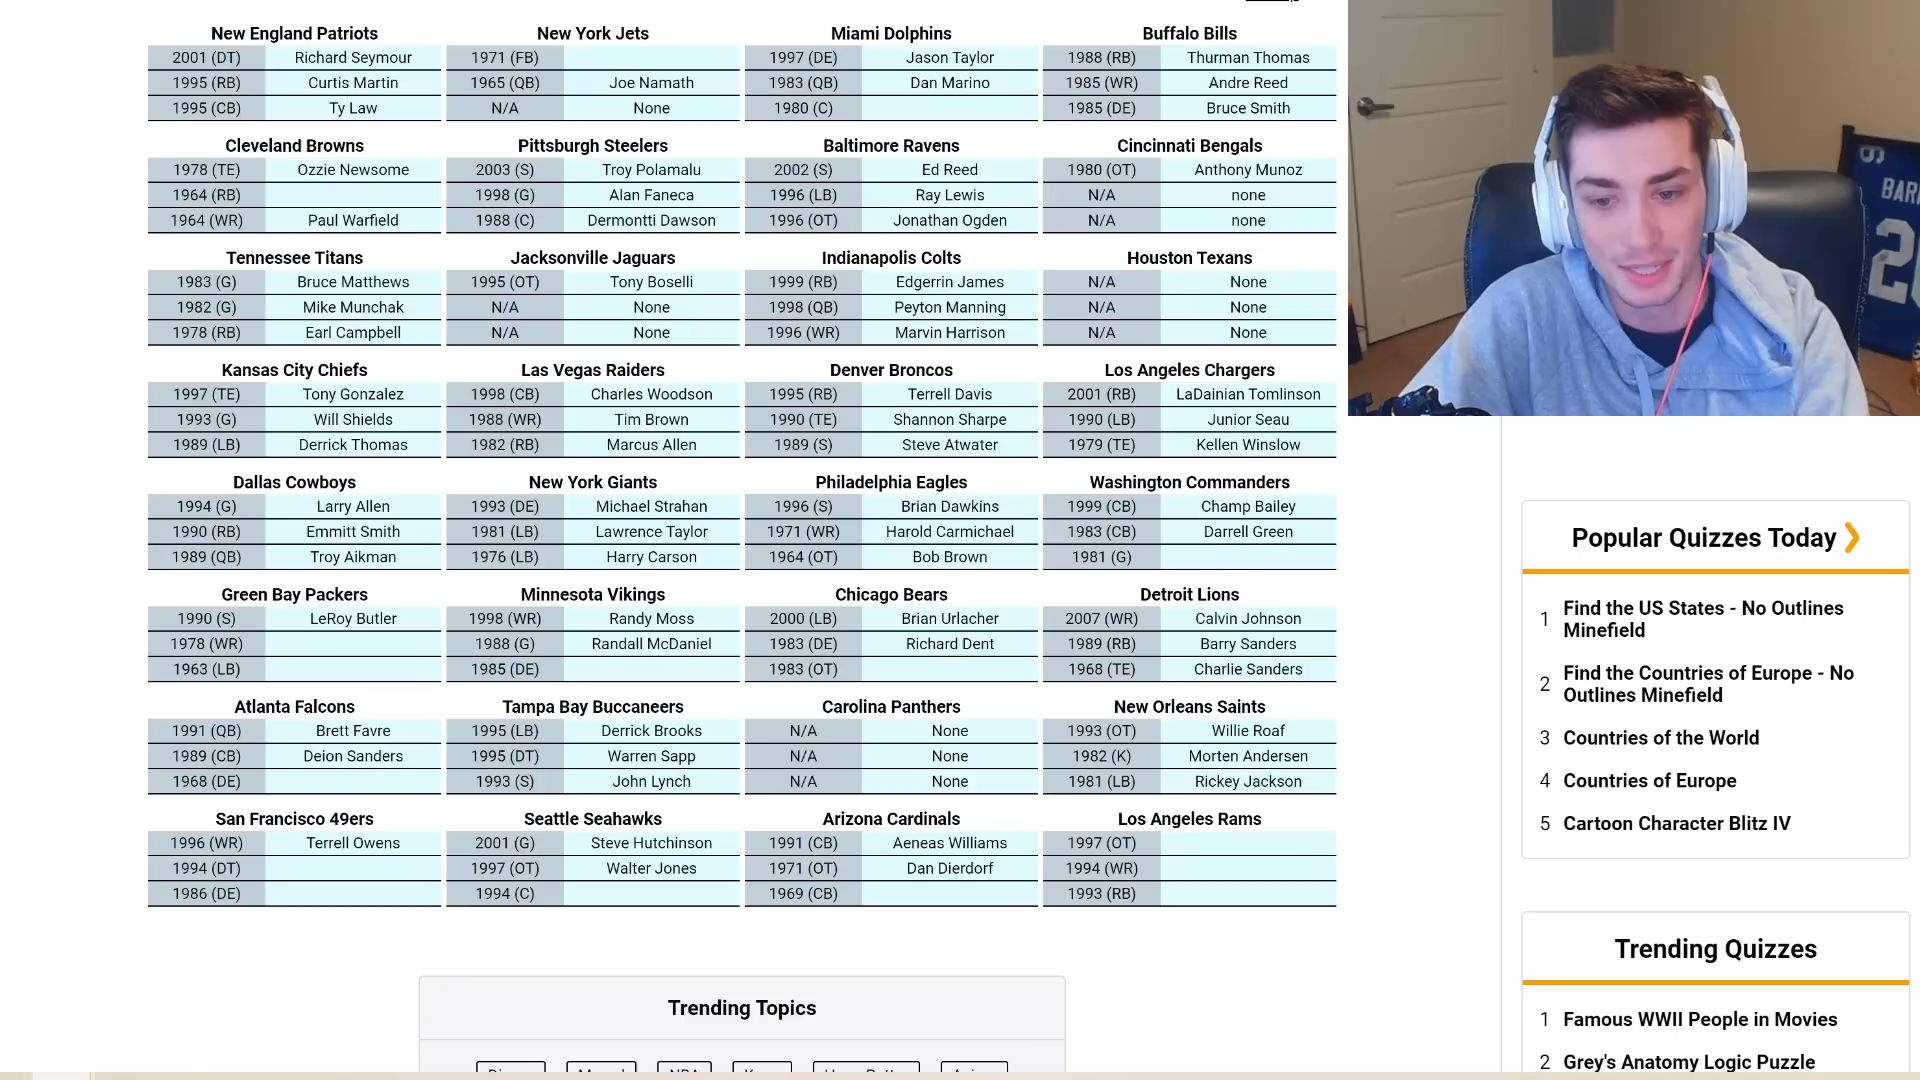 New England Patriots New York Jets Miami Dolphins Buffalo Bills
2001 (DT) Richard Seymour 1971 (FB) 1997 (DE) Jason Taylor 1988 (RB) Thurman Thomas
1995 (RB) Curtis Martin 1965 (QB) Joe Namath 1983 (QB) Dan Marino 1985 (WR) Andre Reed
1995 (CB) Ty Law N/A None 1980 (C) 1985 (DE) Bruce Smith
Cleveland Browns Pittsburgh Steelers Baltimore Ravens Cincinnati Bengals
1978 (TE) Ozzie Newsome 2003 (S) Troy Polamalu 2002 (S) Ed Reed 1980 (OT) Anthony Munoz
1964 (RB) 1998 (G) Alan Faneca 1996 (LB) Ray Lewis N/A none
1964 (WR) Paul Warfield 1988 (C) Dermontti Dawson 1996 (OT) Jonathan Ogden N/A none
Tennessee Titans Jacksonville Jaguars Indianapolis Colts Houston Texans
1983 (G) Bruce Matthews 1995 (OT) Tony Boselli 1999 (RB) Edgerrin James N/A None
1982 (G) Mike Munchak N/A None 1998 (QB) Peyton Manning N/A None
1978 (RB) Earl Campbell N/A None 1996 (WR) Marvin Harrison N/A None
Kansas City Chiefs Las Vegas Raiders Denver Broncos Los Angeles Chargers
1997 (TE) Tony Gonzalez 1998 (CB) Charles Woodson 1995 (RB) Terrell Davis 2001 (RB) LaDainian Tomlinson
1993 (G) Will Shields 1988 (WR) Tim Brown 1990 (TE) Shannon Sharpe 1990 (LB) Junior Seau
1989 (LB) Derrick Thomas 1982 (RB) Marcus Allen 1989 (S) Steve Atwater 1979 (TE) Kellen Winslow
Dallas Cowboys New York Giants Philadelphia Eagles Washington Commanders
1994 (G) Larry Allen 1993 (DE) Michael Strahan 1996 (S) Brian Dawkins 1999 (CB) Champ Bailey
1990 (RB) Emmitt Smith 1981 (LB) Lawrence Taylor 1971 (WR) Harold Carmichael 1983 (CB) Darrell Green
1989 (QB) Troy Aikman 1976 (LB) Harry Carson 1964 (OT) Bob Brown 1981 (G)
Green Bay Packers Minnesota Vikings Chicago Bears Detroit Lions
1990 (S) LeRoy Butler 1998 (WR) Randy Moss 2000 (LB) Brian Urlacher 2007 (WR) Calvin Johnson
1978 (WR) 1988 (G) Randall McDaniel 1983 (DE) Richard Dent 1989 (RB) Barry Sanders
1963 (LB) 1985 (DE) 1983 (OT) 1968 (TE) Charlie Sanders
Atlanta Falcons Tampa Bay Buccaneers Carolina Panthers New Orleans Saints
1991 (QB) Brett Favre 1995 (LB) Derrick Brooks N/A None 1993 (OT) Willie Roaf
1989 (CB) Deion Sanders 1995 (DT) Warren Sapp N/A None 1982 (K) Morten Andersen
1968 (DE) 1993 (S) John Lynch N/A None 1981 (LB) Rickey Jackson
San Francisco 49ers Seattle Seahawks Arizona Cardinals Los Angeles Rams
1996 (WR) Terrell Owens 2001 (G) Steve Hutchinson 1991 (CB) Aeneas Williams 1997 (OT)
1994 (DT) 1997 (OT) Walter Jones 1971 (OT) Dan Dierdorf 1994 (WR)
1986 (DE) 1994 (C) 1969 (CB) 1993 (RB)
Trending Topics
BAR
20
Popular Quizzes Today
1 Find the US States - No Outlines
Minefield
2 Find the Countries of Europe - No
Outlines Minefield
3 Countries of the World
4 Countries of Europe
5 Cartoon Character Blitz IV
Trending Quizzes
1 Famous WWII People in Movies
2 Grey's Anatomy Logic Puzzle